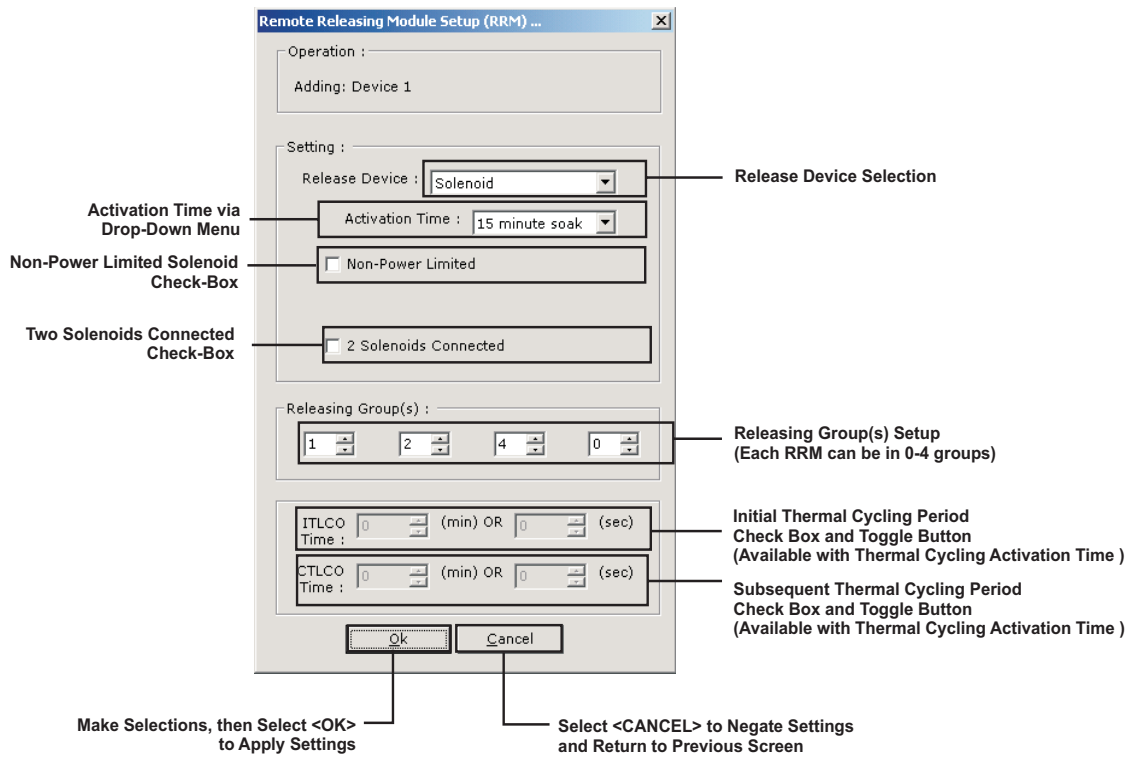 Remote Releasing Module Setup (RRM) ...
Operation :
Adding: Device 1
Setting :
Release Device : Solenoid
Release Device Selection
Activation Time via
Drop-Down Menu
Activation Time : 15 minute soak
Non-Power Limited Solenoid
Check-Box
Non-Power Limited
Two Solenoids Connected
Check-Box
2 Solenoids Connected
Releasing Group(s) :
1 2 4 0
Releasing Group(s) Setup
(Each RRM can be in 0-4 groups)
ITLCO
Time : 0 (min) OR 0 (sec)
Initial Thermal Cycling Period
Check Box and Toggle Button
(Available with Thermal Cycling Activation Time )
CTLCO
Time : 0 (min) OR 0 (sec)
Subsequent Thermal Cycling Period
Check Box and Toggle Button
(Available with Thermal Cycling Activation Time )
Ok Cancel
Make Selections, then Select <OK>
to Apply Settings
Select <CANCEL> to Negate Settings
and Return to Previous Screen